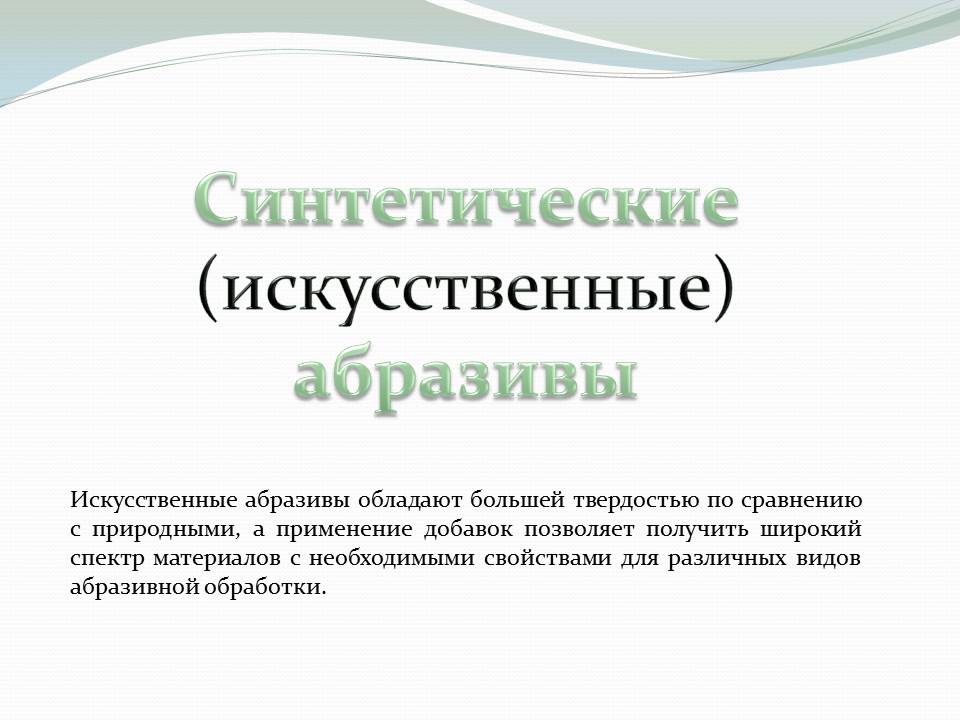 Синтетические
(искусственные)
абразивы
Искусственные абразивы обладают большей твердостью по сравнению
с природными, а применение добавок позволяет получить широкий
спектр материалов с необходимыми свойствами для различных видов
абразивной обработки.